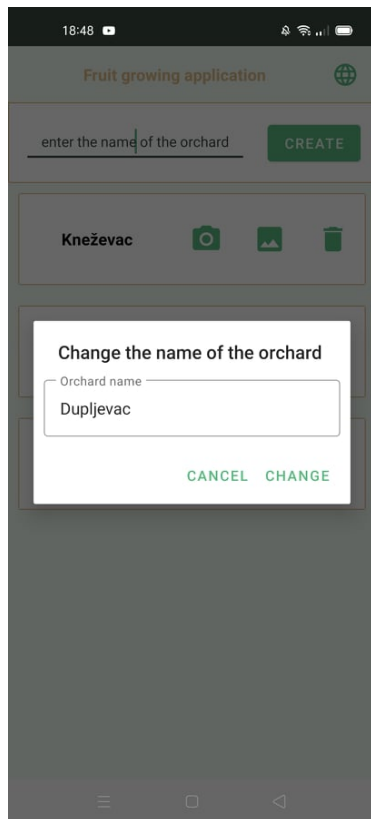 18:48
Fruit growing application
enter the name of the orchard
CREATE
Kneževac
Change the name of the orchard
Orchard name
Dupljevac
CANCEL CHANGE